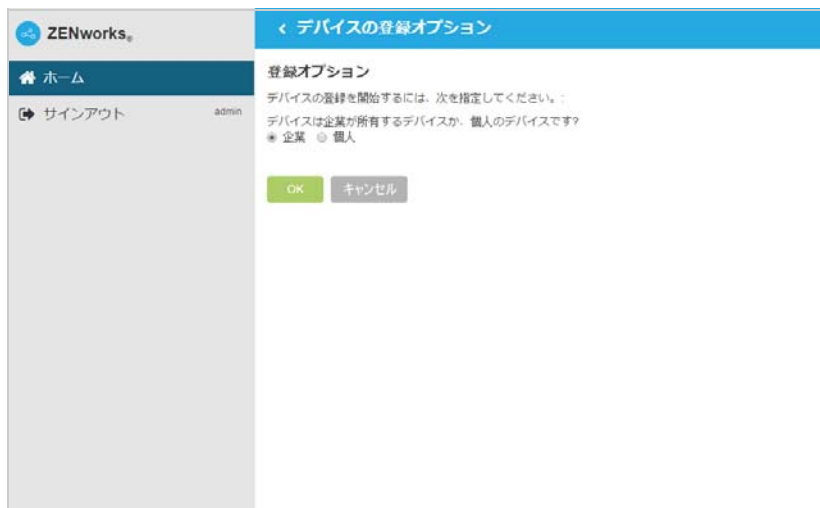 ZENworks®
ホーム
サインアウト admin
デバイスの登録オプション
登録オプション
デバイスの登録を開始するには、次を指定してください。:
デバイスは企業が所有するデバイスか、個人のデバイスです?
企業 個人
OK キャンセル